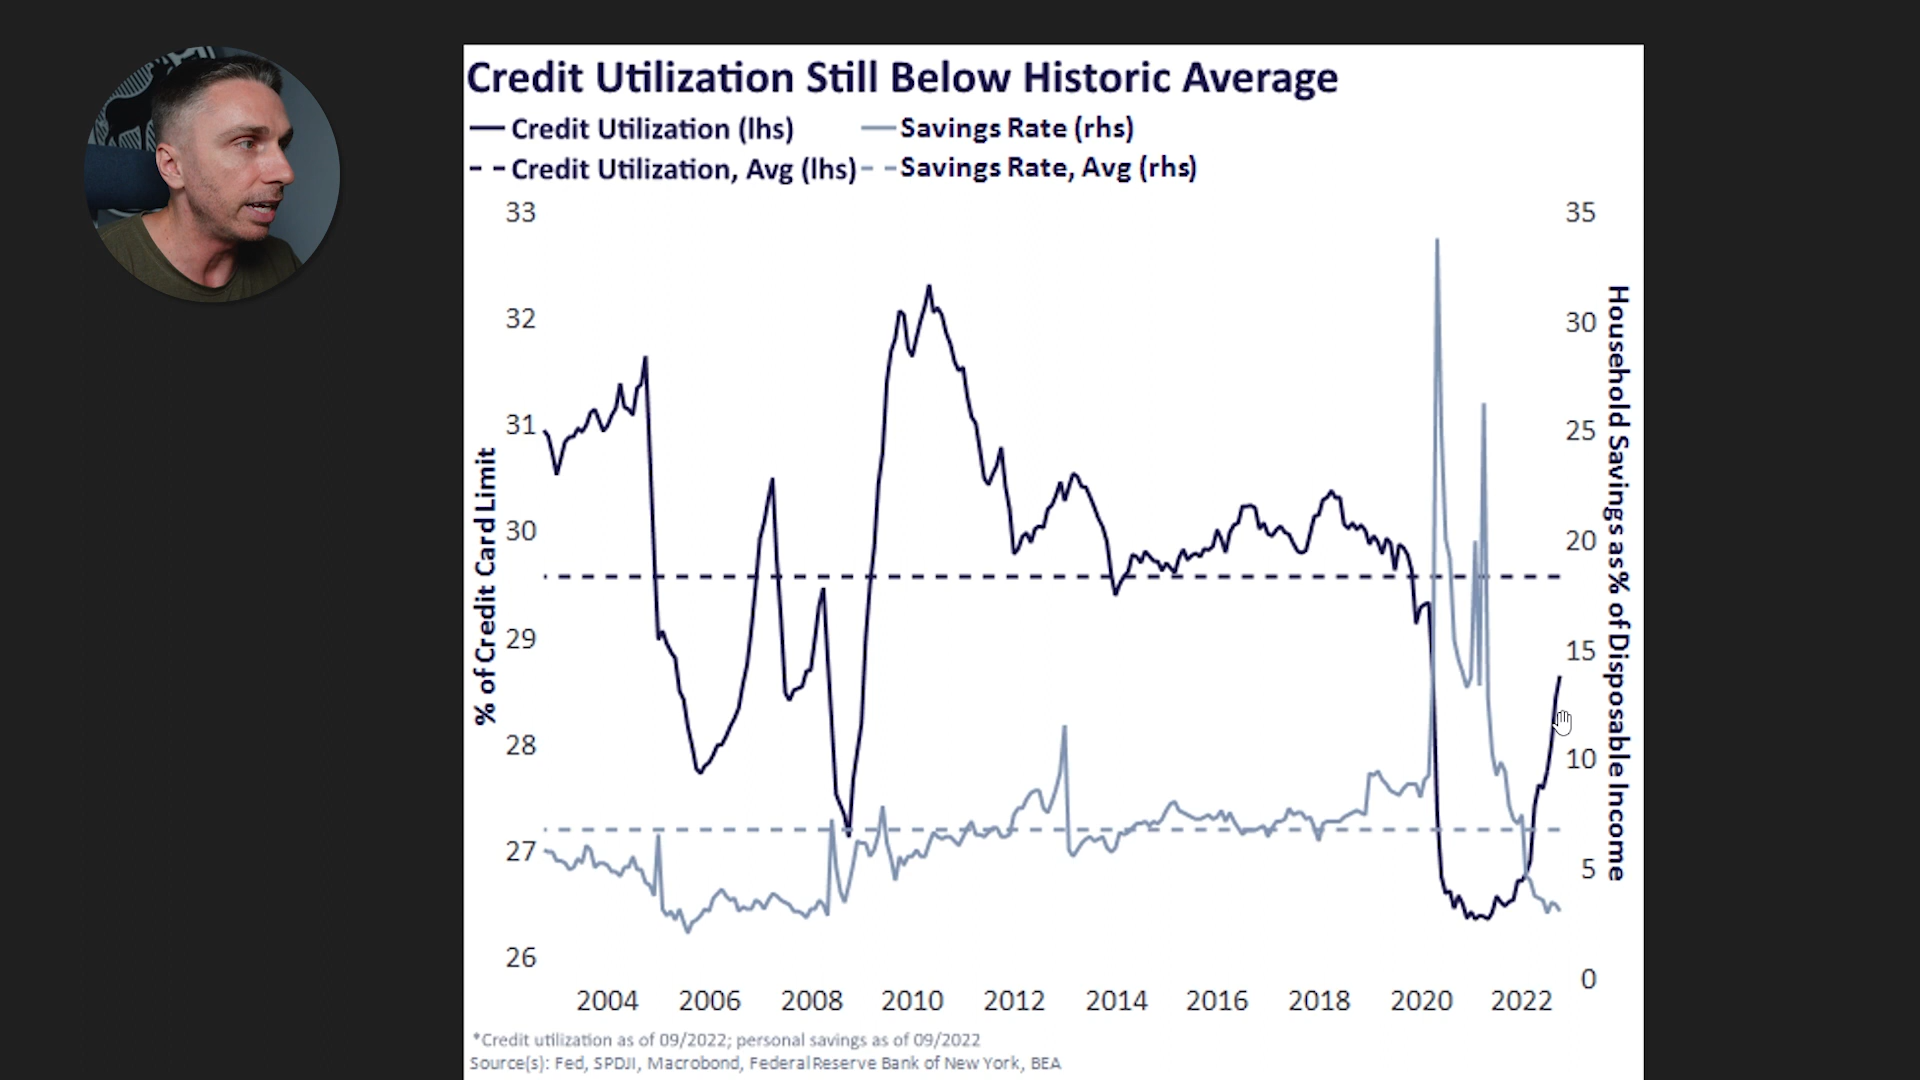 Credit Utilization Still Below Historic Average
Credit Utilization (lhs)
Savings Rate (rhs)
Credit Utilization, Avg (lhs)
Savings Rate, Avg (rhs)
33
32
31
30
29
28
27
26
% of Credit Card Limit
35
30
25
20
15
10
5
0
Household Savings as % of Disposable Income
2004 2006 2008 2010 2012 2014 2016 2018 2020 2022
*Credit utilization as of 09/2022; personal savings as of 09/2022
Source(s): Fed, SPDJI, Macrobond, Federal Reserve Bank of New York, BEA